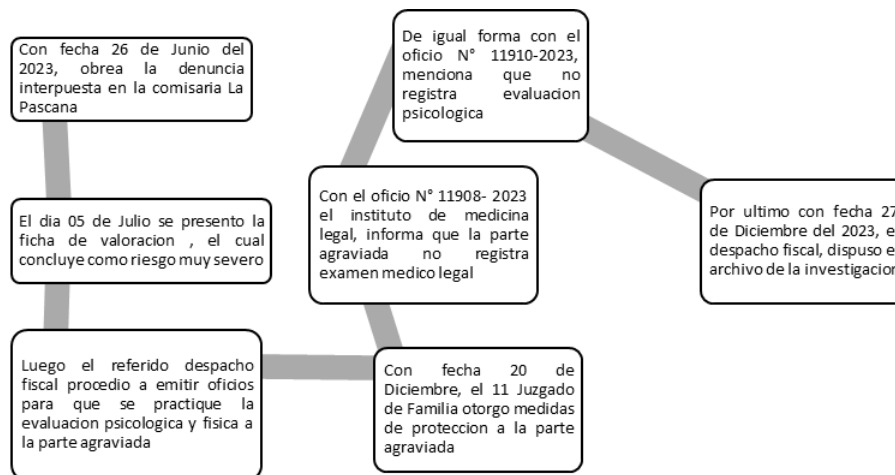 Con fecha 26 de Junio del
2023, obrea la denuncia
interpuesta en la comisaria La
Pascana
El dia 05 de Julio se presento la
ficha de valoracion , el cual
concluye como riesgo muy severo
Luego el referido despacho
fiscal procedio a emitir oficios
para que se practique la
evaluacion psicologica y fisica a
la parte agraviada
Con fecha 20 de
Diciembre, el 11 Juzgado
de Familia otorgo medidas
de proteccion a la parte
agraviada
Con el oficio N° 11908- 2023
el instituto de medicina
legal, informa que la parte
agraviada no registra
examen medico legal
De igual forma con el
oficio N° 11910-2023,
menciona que no
registra evaluacion
psicologica
Por ultimo con fecha 27
de Diciembre del 2023, e
despacho fiscal, dispuso e
archivo de la investigacion